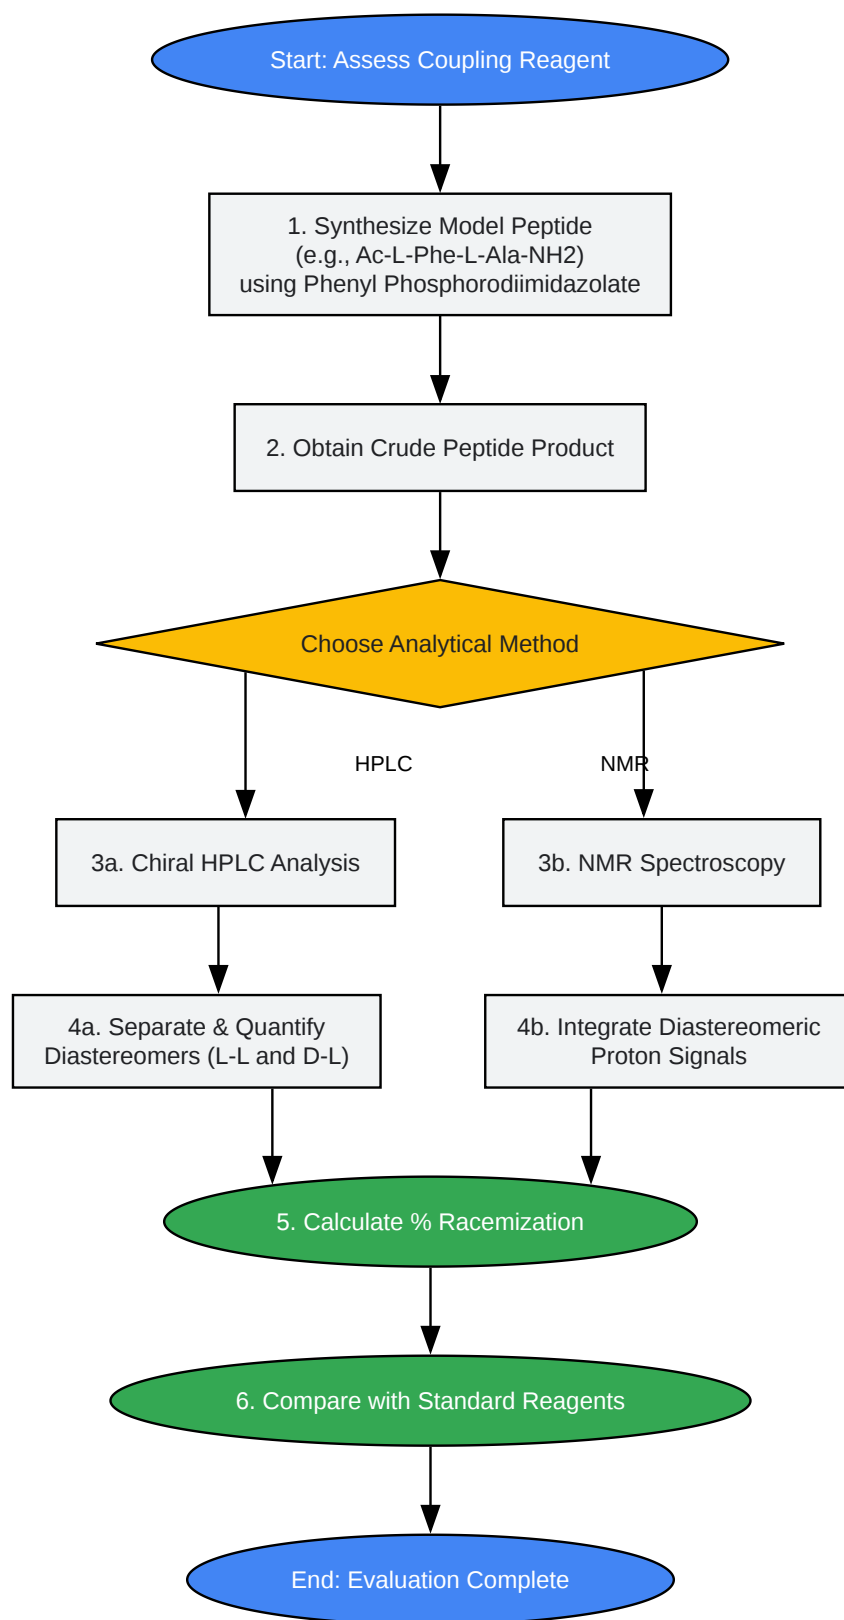 Start: Assess Coupling Reagent
1. Synthesize Model Peptide
(e.g., Ac-L-Phe-L-Ala-NH2)
using Phenyl Phosphorodiimidazolate
2. Obtain Crude Peptide Product
Choose Analytical Method
HPLC
NMR
3a. Chiral HPLC Analysis
3b. NMR Spectroscopy
4a. Separate & Quantify
Diastereomers (L-L and D-L)
4b. Integrate Diastereomeric
Proton Signals
5. Calculate % Racemization
6. Compare with Standard Reagents
End: Evaluation Complete